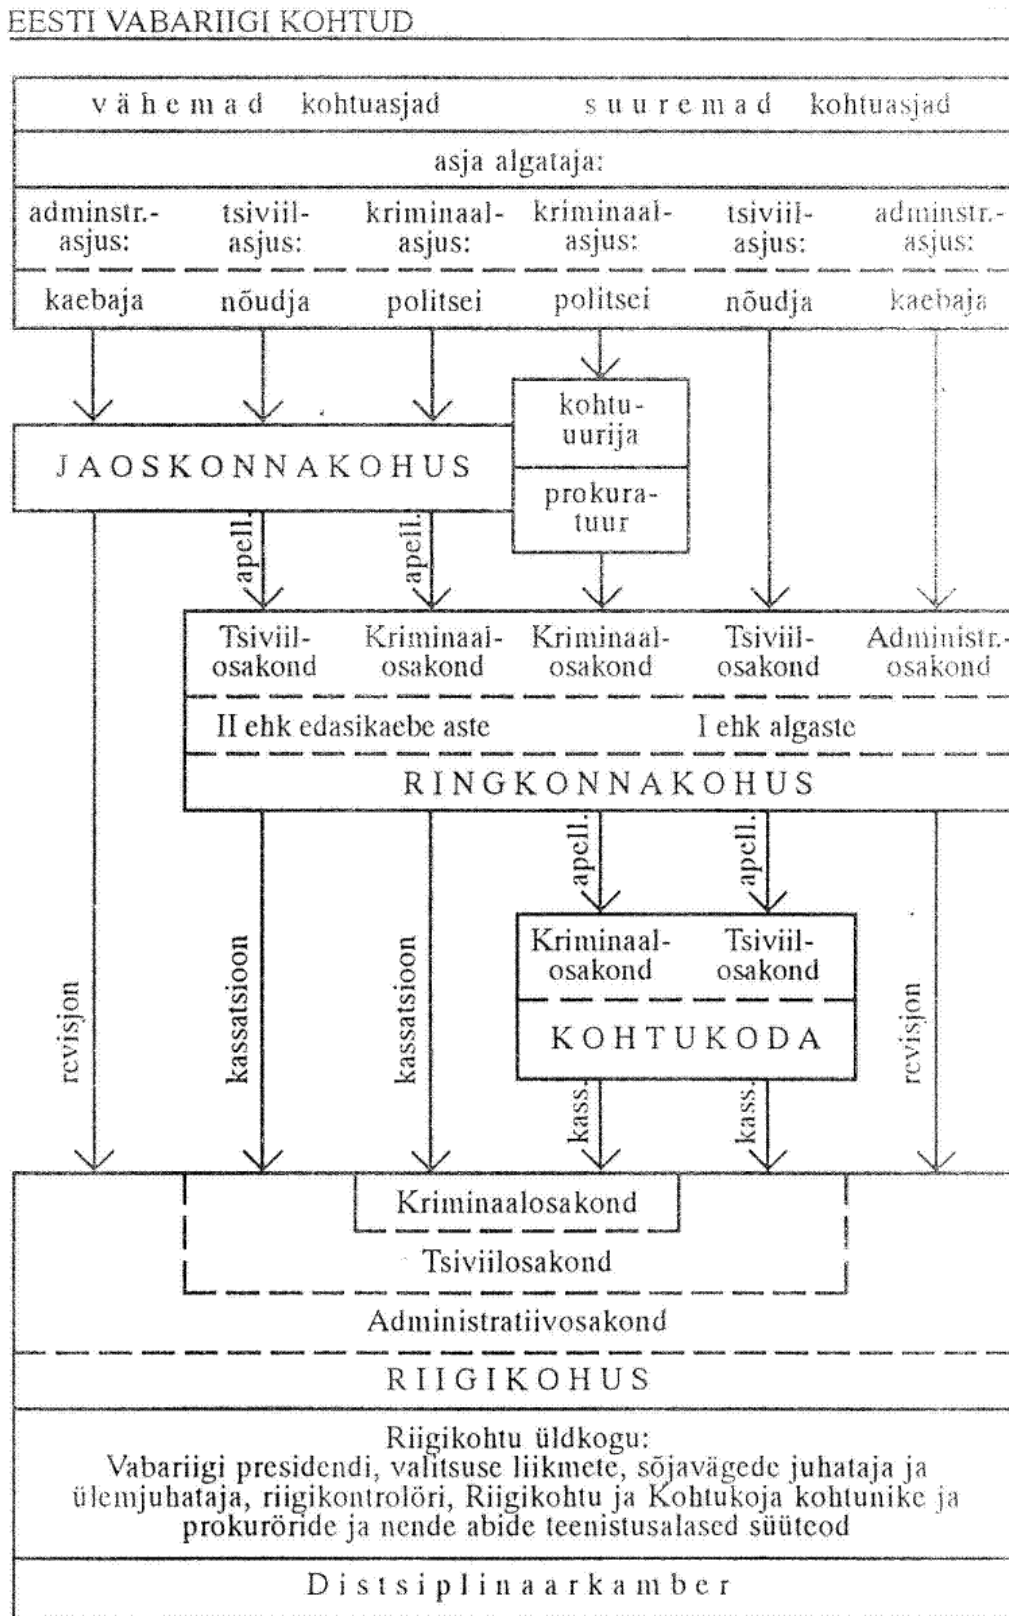 EESTI VABARIIGI KOHTUD
vähemad kohtuasjad suuremad kohtuasjad
asja algataja:
adminstr.- tsiviil- kriminaal- kriminaal- tsiviil- adminstr.-
asjus: asjus: asjus: asjus: asjus: asjus:
kaebaja nõudja politsei politsei nõudja kaebaja
kohtu-
uurija
JAOSKONNAKOHUS
prokura-
tuur
apell. apell.
Tsiviil- Kriminaal- Kriminaal- Tsiviil- Administr.-
osakond osakond osakond osakond osakond
II ehk edasikaebe aste I ehk algaste
RINGKONNAKOHUS
apell. apell.
Kriminaal- Tsiviil-
osakond osakond
KOHTUKODA
revisjon kassatsioon kassatsioon kass. kass. revisjon
Kriminaalosakond
Tsiviilosakond
Administratiivosakond
RIIGIKOHUS
Riigikohtu üldkogu:
Vabariigi presidendi, valitsuse liikmete, sõjavägede juhataja ja
ülemjuhataja, riigikontrolöri, Riigikohtu ja Kohtukoja kohtunike ja
prokuröride ja nende abide teenistusalased süüteod
Distsiplinaarkamber